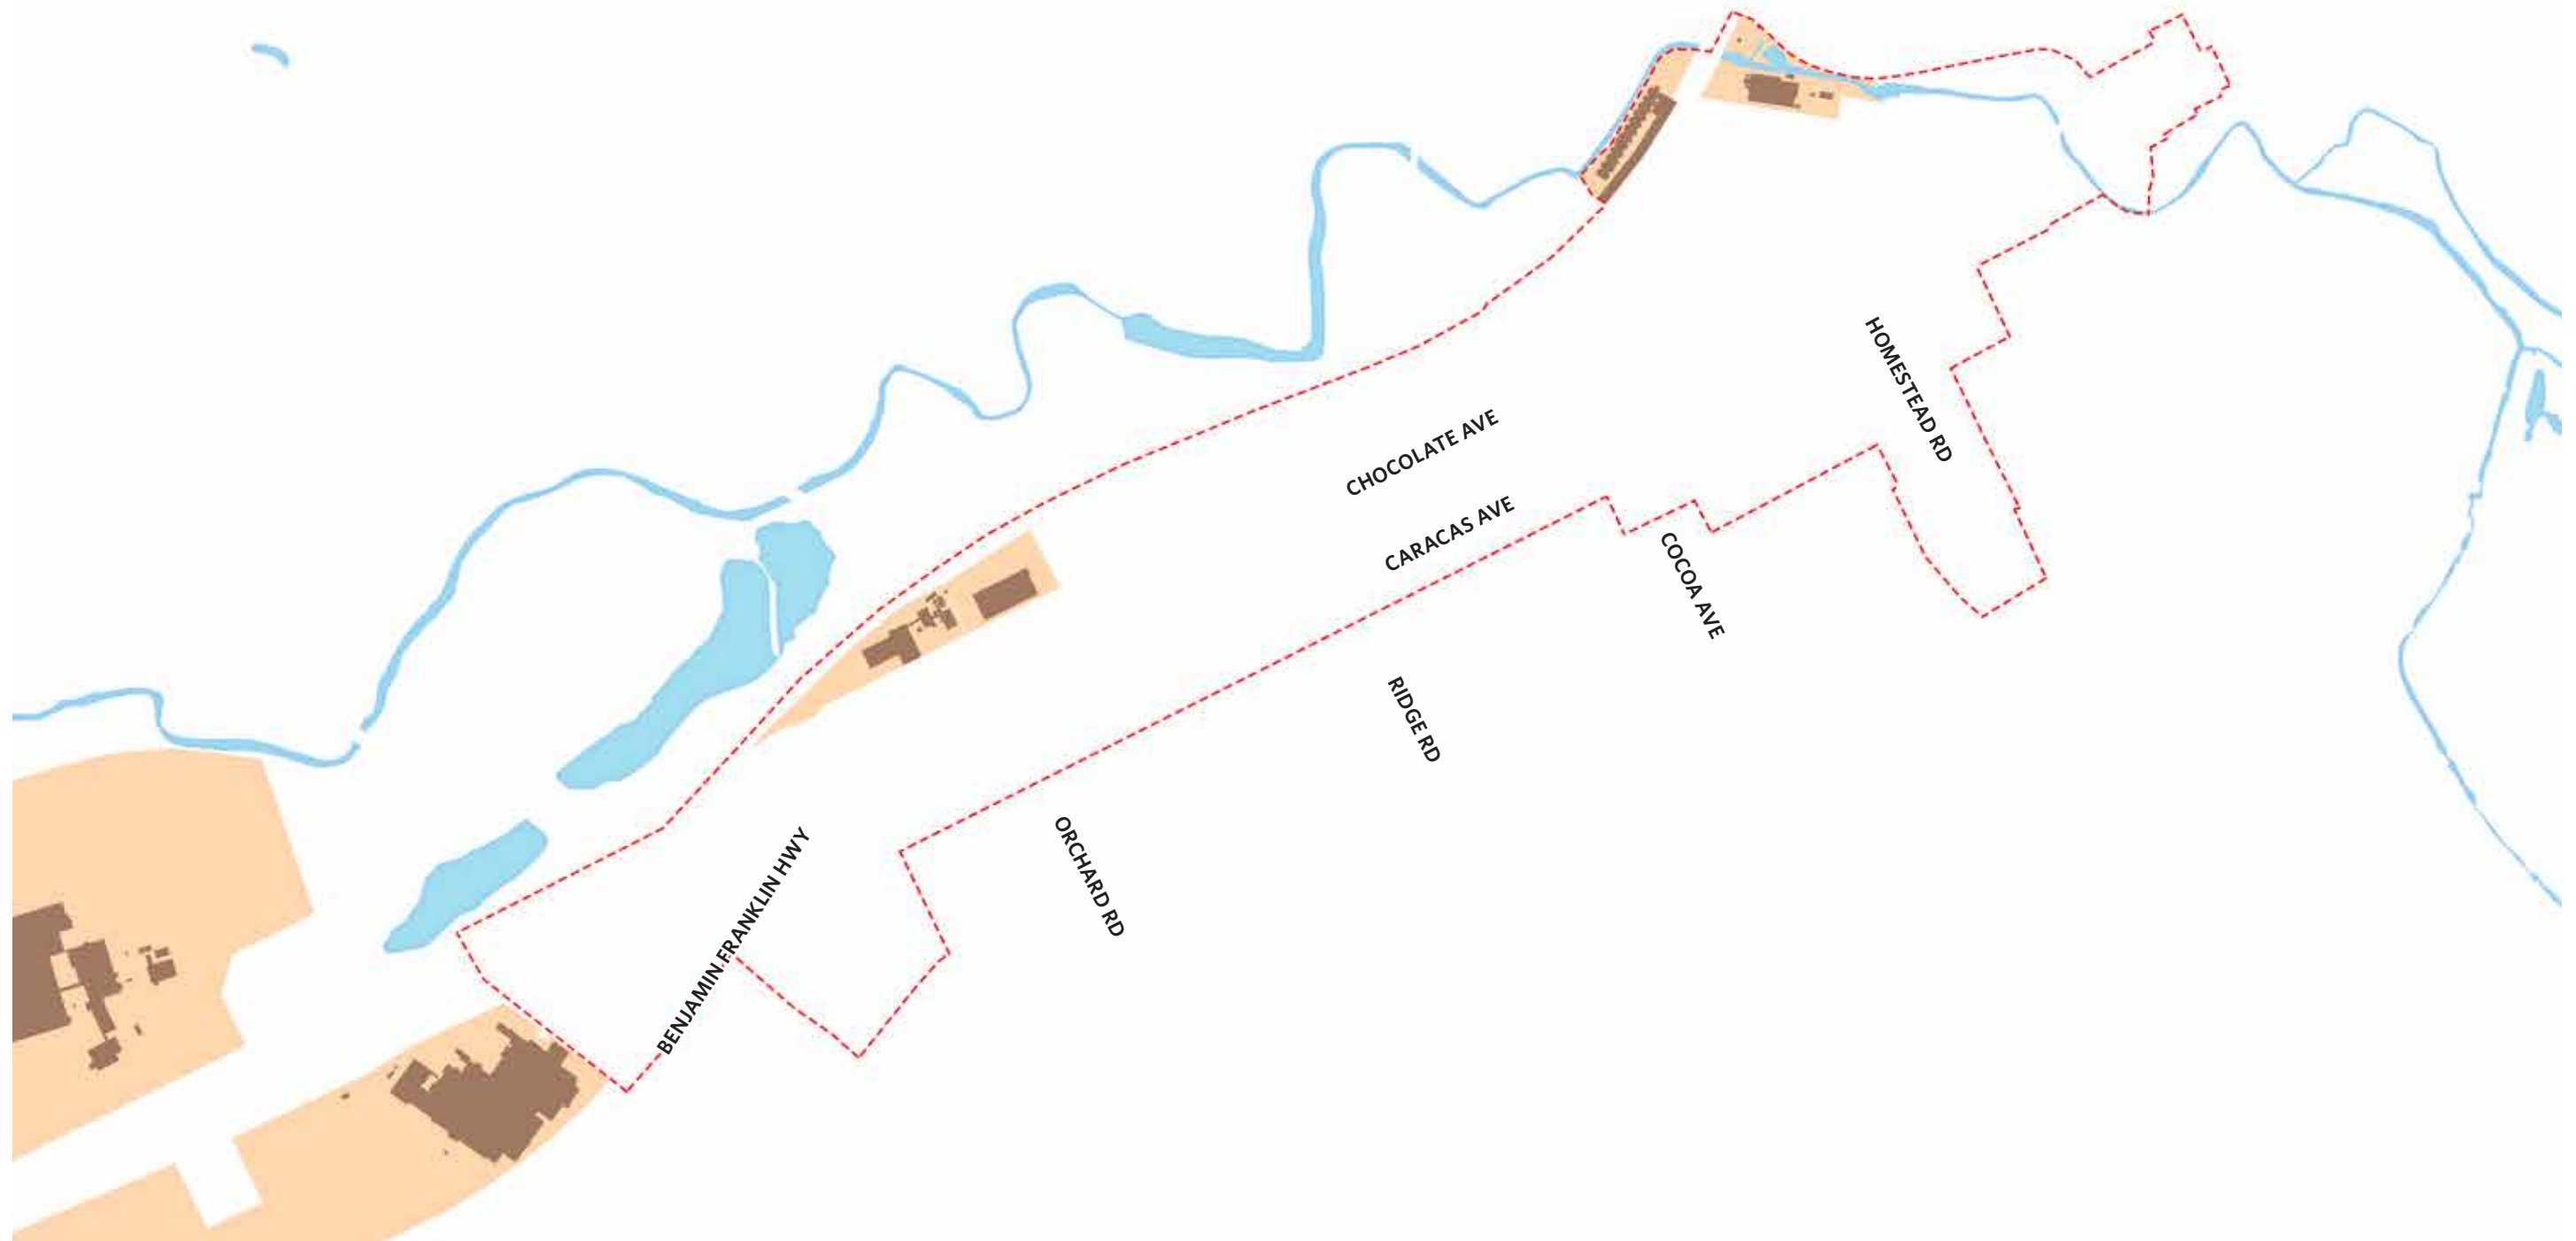 HOMESTEAD RD
CHOCOLATE AVE
CARACAS AVE
COCOA AVE
RIDGE RD
ORCHARD RD
BENJAMIN FRANKLIN HWY